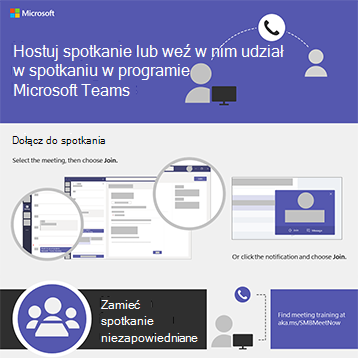 Microsoft
Hostuj spotkanie lub weź w nim udział
w spotkaniu w programie
Microsoft Teams
Dołącz do spotkania
Select the meeting, then choose Join.
Or click the notification and choose Join.
Zamieć
spotkanie
niezapowiedniane
Find meeting training at
aka.ms/SMBMeetNow